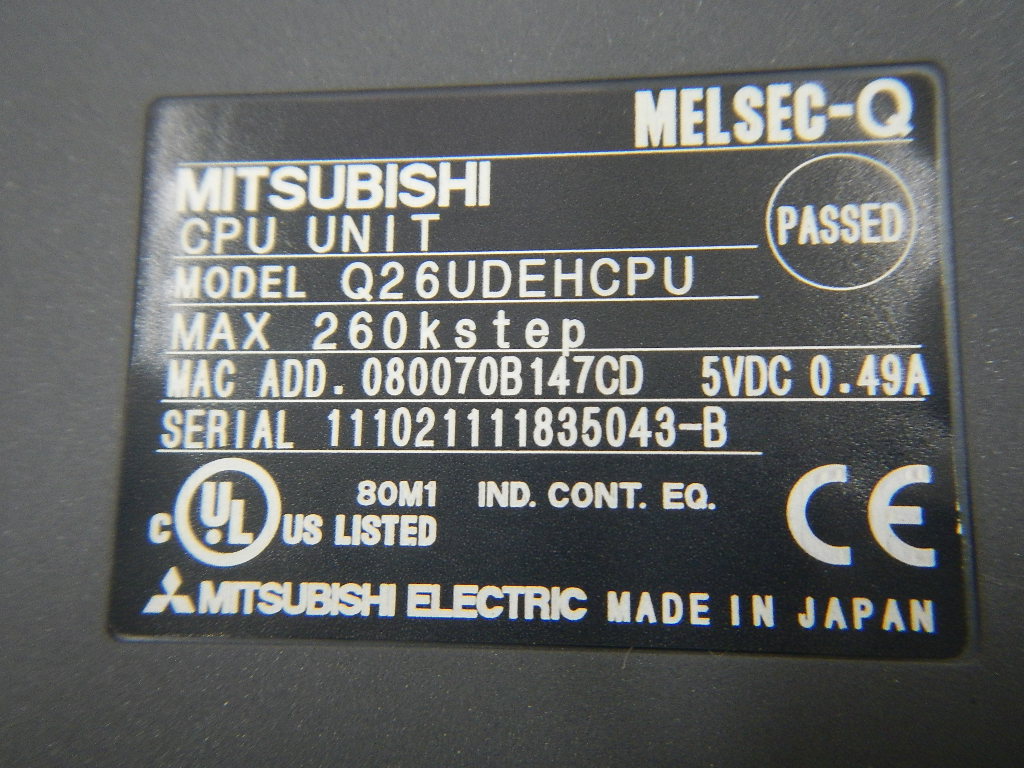 MELSEC-Q
MITSUBISHI
CPU UNIT
PASSED
MODEL Q26UDEHCPU
MAX 260kstep
MAC ADD. 080070B147CD 5VDC 0.49A
SERIAL 111021111835043-B
80M1 IND. CONT. EQ.
C UL US LISTED
CE
MITSUBISHI ELECTRIC MADE IN JAPAN